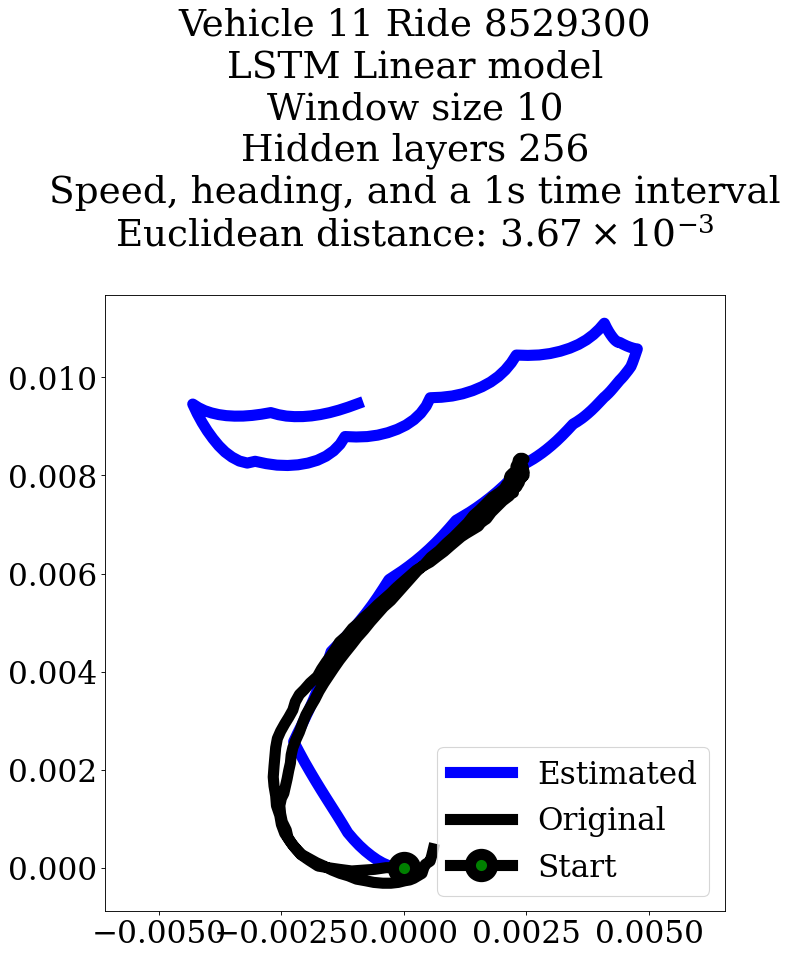 Vehicle 11 Ride 8529300
LSTM Linear model
Window size 10
Hidden layers 256
Speed, heading, and a 1s time interval
Euclidean distance: 3.67 × 10⁻³
0.010
0.008
0.006
0.004
0.002
0.000
Estimated
Original
Start
−0.0050 −0.0025 0.0000 0.0025 0.0050